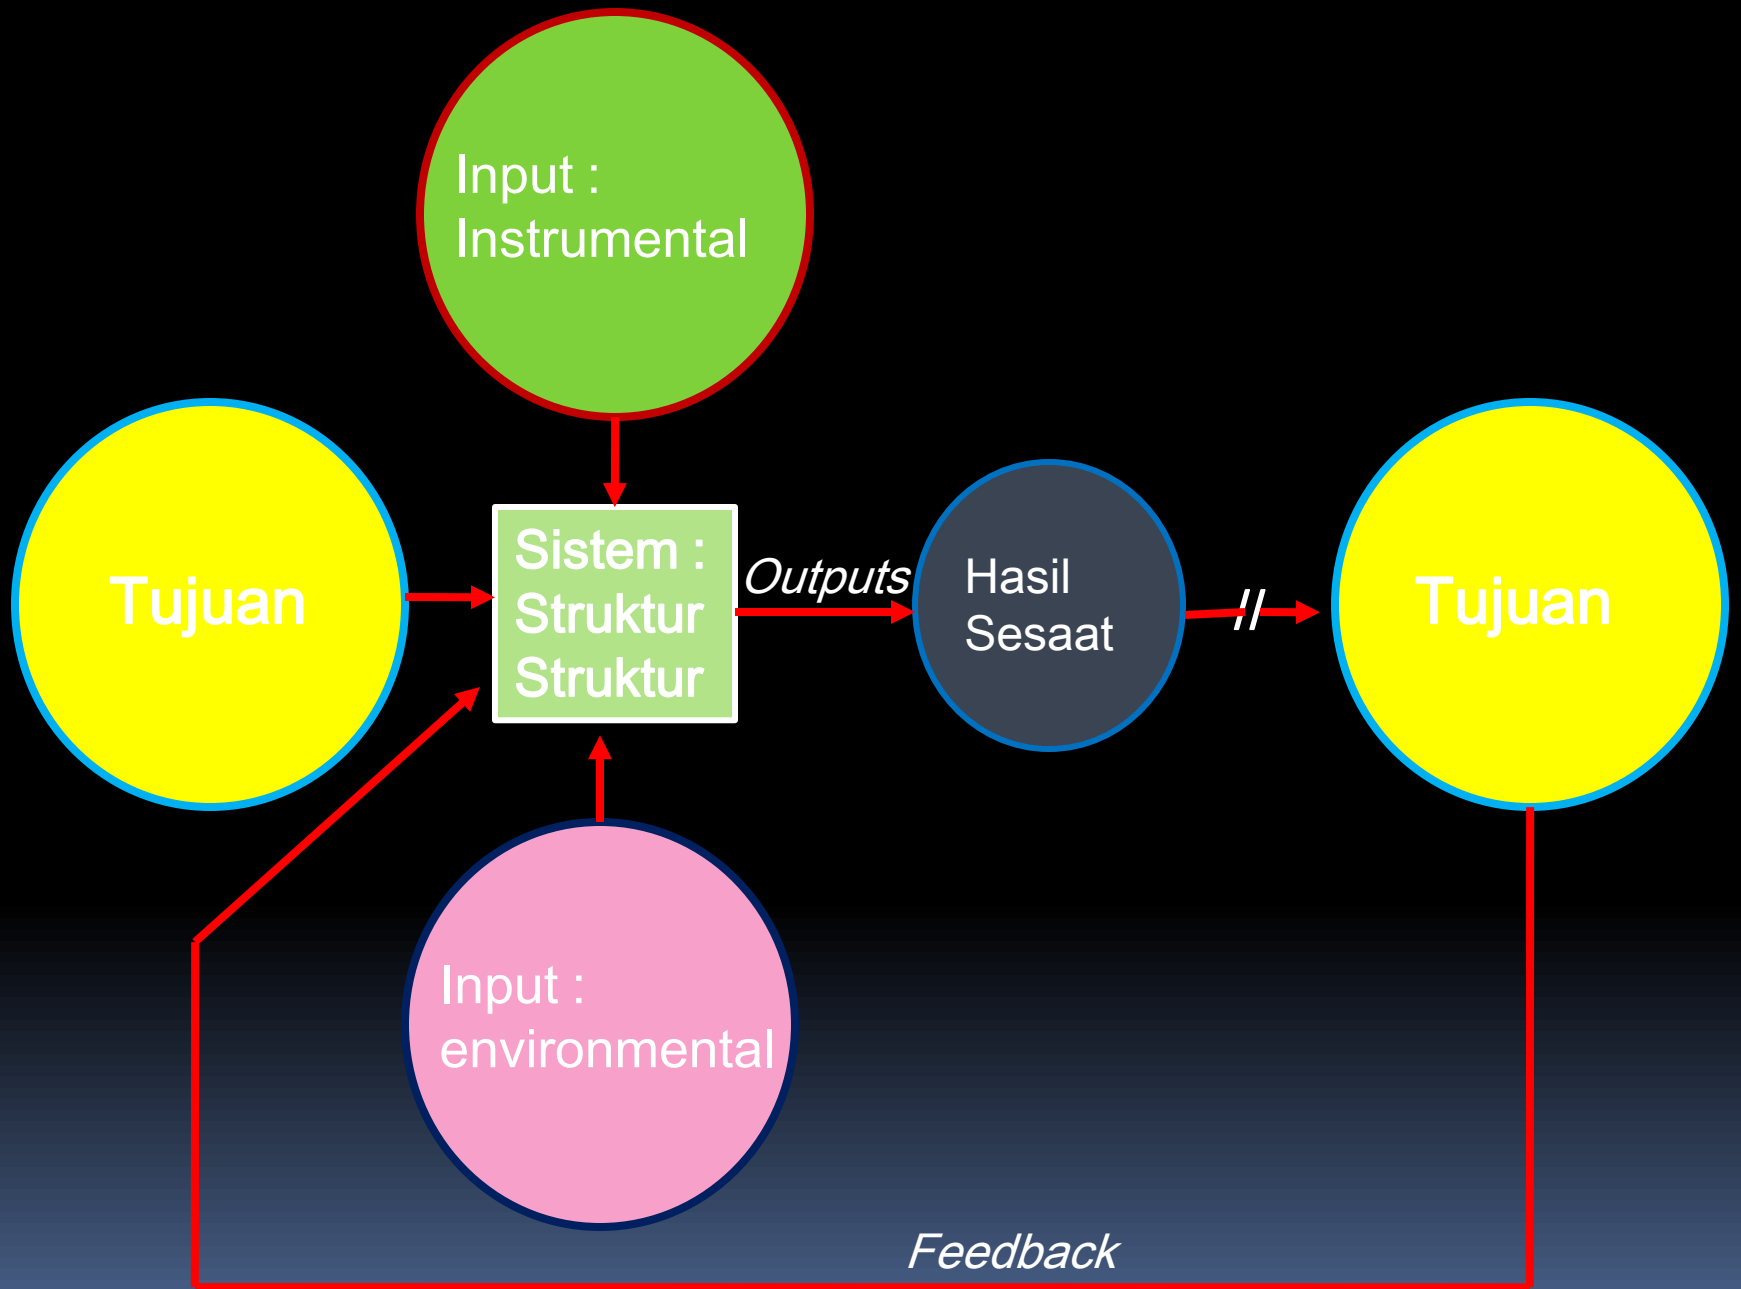 Input :
Instrumental
Tujuan
Sistem :
Struktur
Struktur
Outputs
Hasil
Sesaat
//
Tujuan
Input :
environmental
Feedback